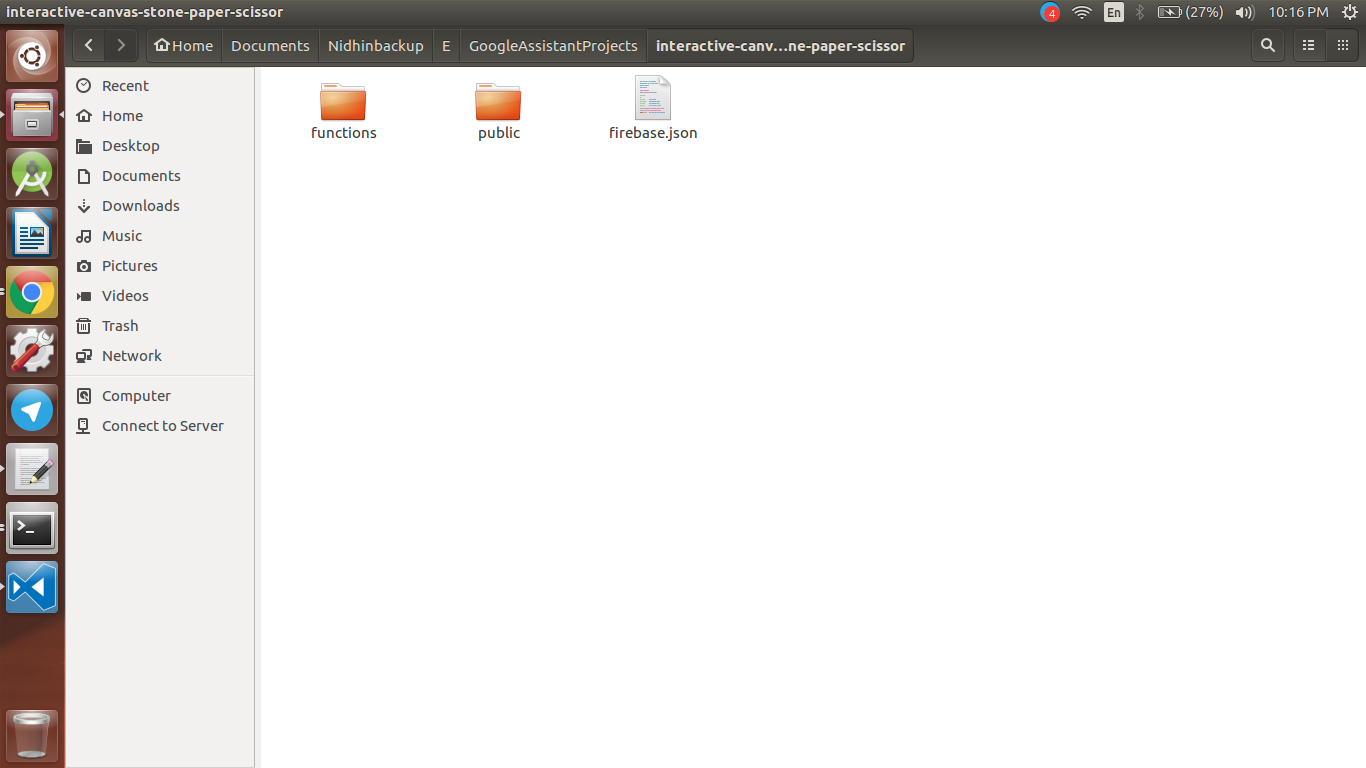 interactive-canvas-stone-paper-scissor
4 En (27%) 10:16 PM
Home Documents Nidhinbackup E GoogleAssistantProjects interactive-canv...ne-paper-scissor
Recent
Home
Desktop
Documents
Downloads
Music
Pictures
Videos
Trash
Network
Computer
Connect to Server
functions
public
firebase.json